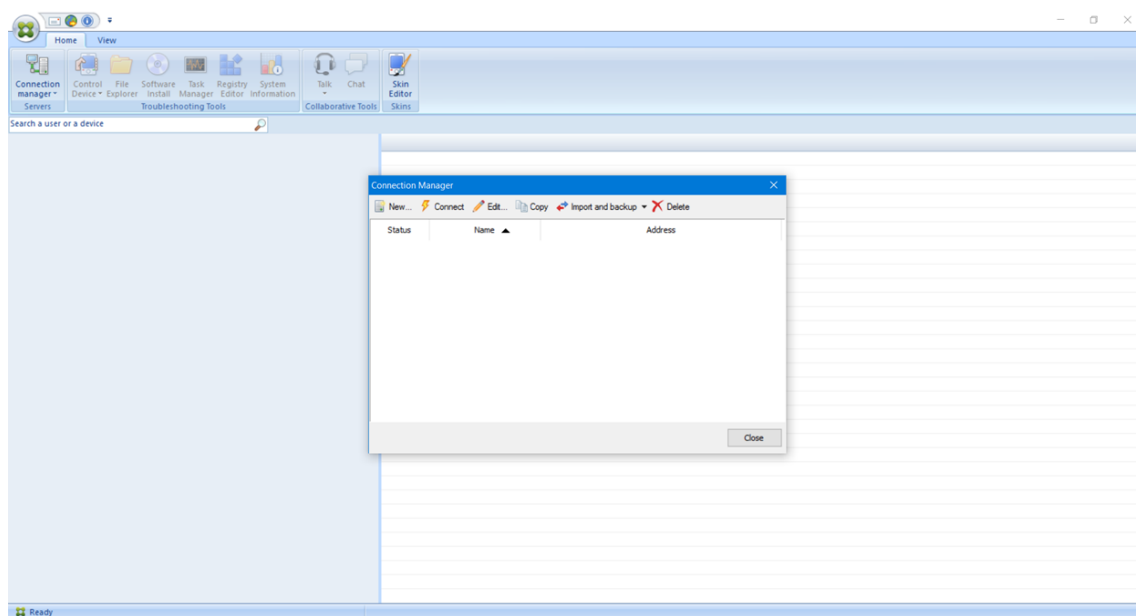 Home View
Connection manager
Control Device
File Explorer
Software Install
Task Manager
Registry Editor
System Information
Talk
Chat
Skin Editor
Servers
Troubleshooting Tools
Collaborative Tools
Skins
Search a user or a device
Connection Manager
New... Connect Edit... Copy Import and backup Delete
Status Name Address
Close
Ready